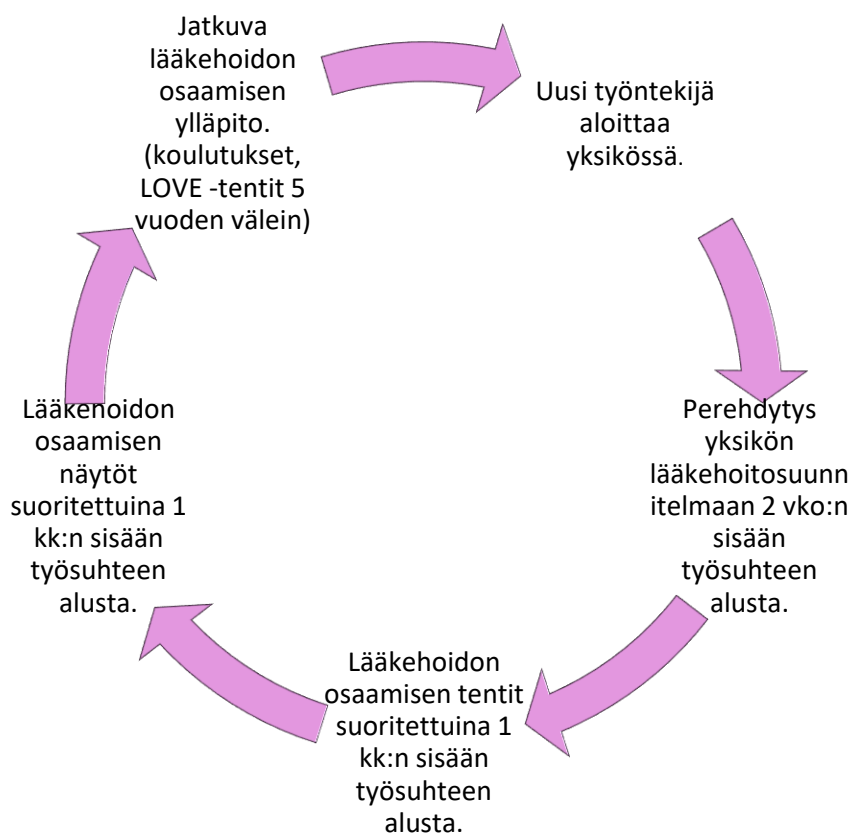 Jatkuva
lääkehoidon
osaamisen
ylläpito.
(koulutukset,
LOVE -tentit 5
vuoden välein)
Uusi työntekijä
aloittaa
yksikössä.
Perehdytys
yksikön
lääkehoitosuunn
itelmaan 2 vko:n
sisään
työsuhteen
alusta.
Lääkehoidon
osaamisen tentit
suoritettuina 1
kk:n sisään
työsuhteen
alusta.
Lääkehoidon
osaamisen
näytöt
suoritettuina 1
kk:n sisään
työsuhteen
alusta.